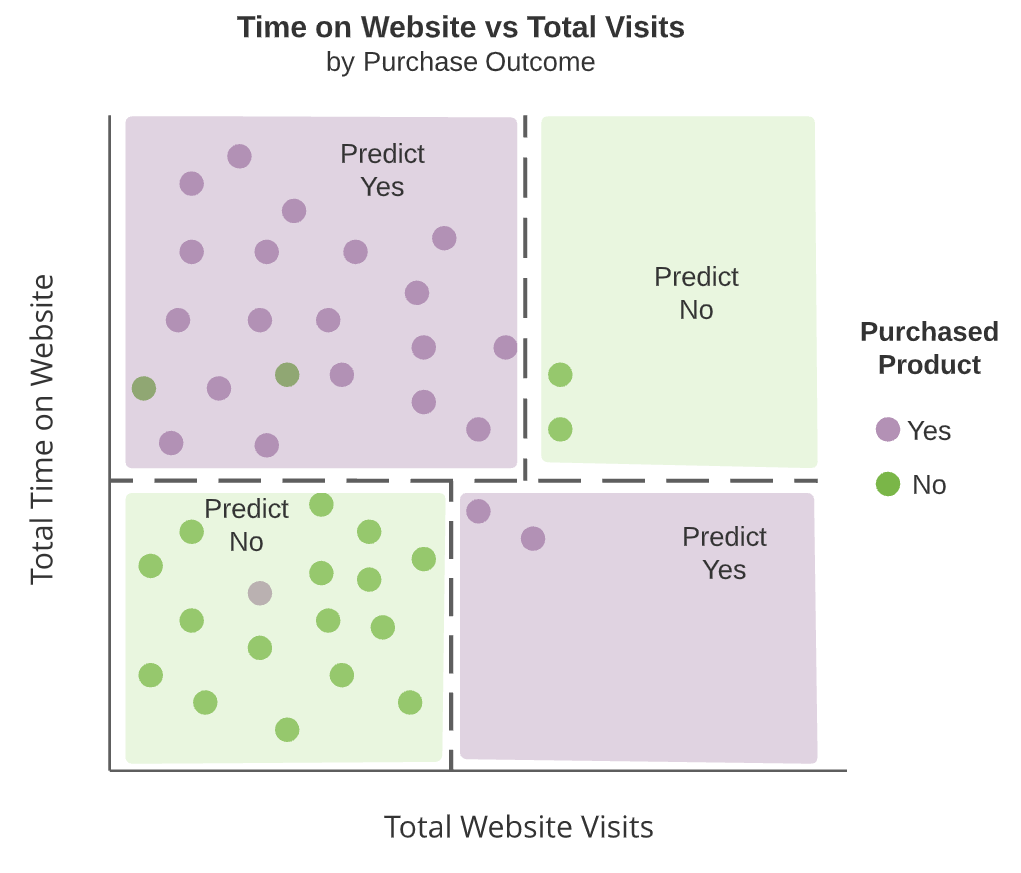 Time on Website vs Total Visits
by Purchase Outcome
Predict
Yes
Predict
No
Total Time on Website
Purchased
Product
Yes
No
Predict
No
Predict
Yes
Total Website Visits